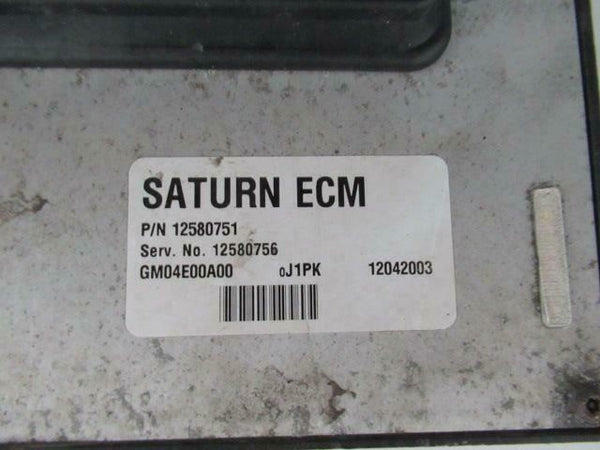 SATURN ECM
P/N 12580751
Serv. No. 12580756
GM04E00A00 0J1PK 12042003